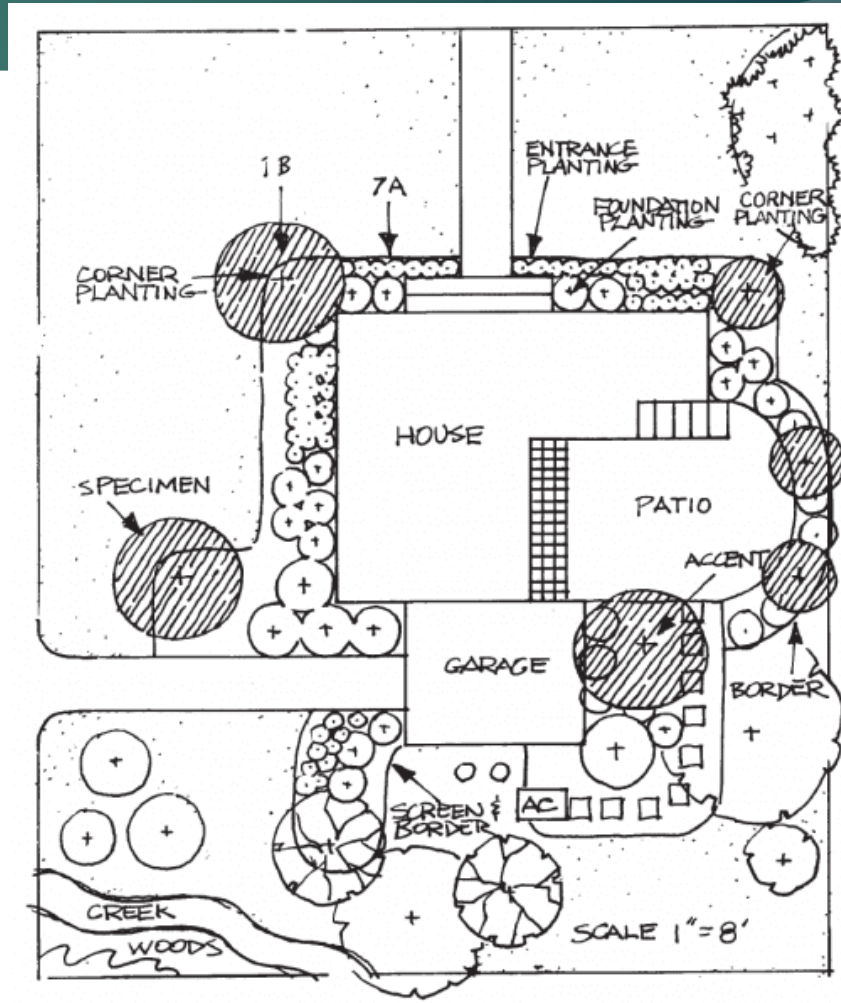 1B
7A
ENTRANCE
PLANTING
FOUNDATION
PLANTING
CORNER
PLANTING
CORNER
PLANTING
HOUSE
SPECIMEN
PATIO
ACCENT
GARAGE
BORDER
SCREEN &
BORDER
AC
CREEK
WOODS
SCALE 1"=8'